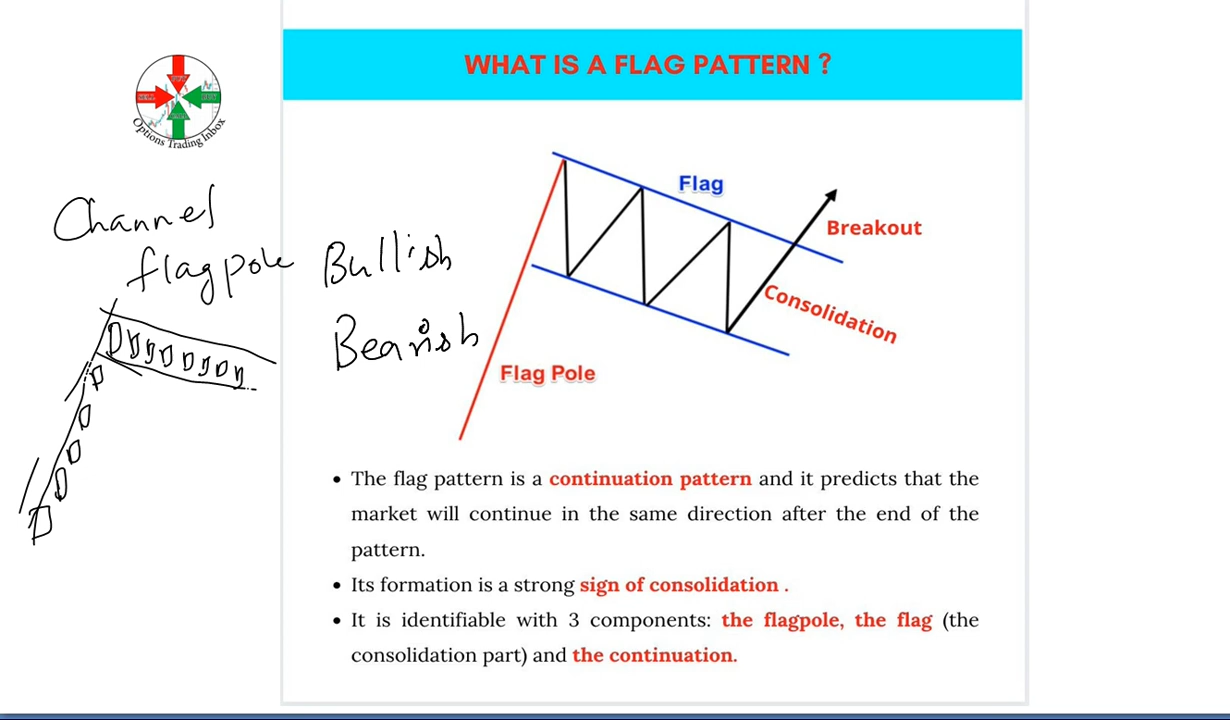 WHAT IS A FLAG PATTERN ?
PUT
SELL
BUY
Options Trading Inbox
Channel
flagpole
Bullish
Bearish
Flag
Breakout
Consolidation
Flag Pole
• The flag pattern is a continuation pattern and it predicts that the
market will continue in the same direction after the end of the
pattern.
• Its formation is a strong sign of consolidation .
• It is identifiable with 3 components: the flagpole, the flag (the
consolidation part) and the continuation.